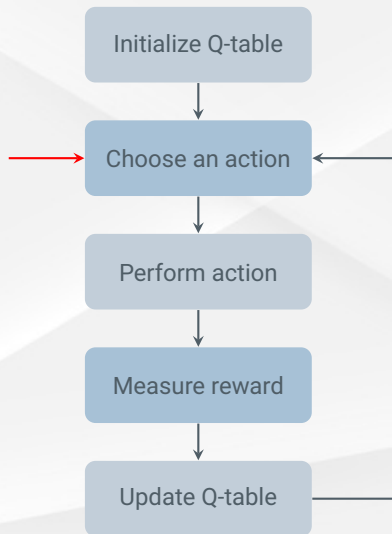 Initialize Q-table
Choose an action
Perform action
Measure reward
Update Q-table